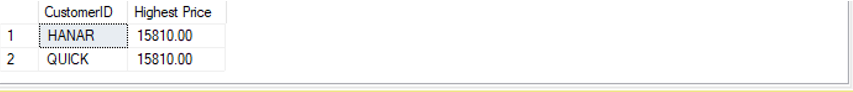 CustomerID Highest Price
1 HANAR 15810.00
2 QUICK 15810.00